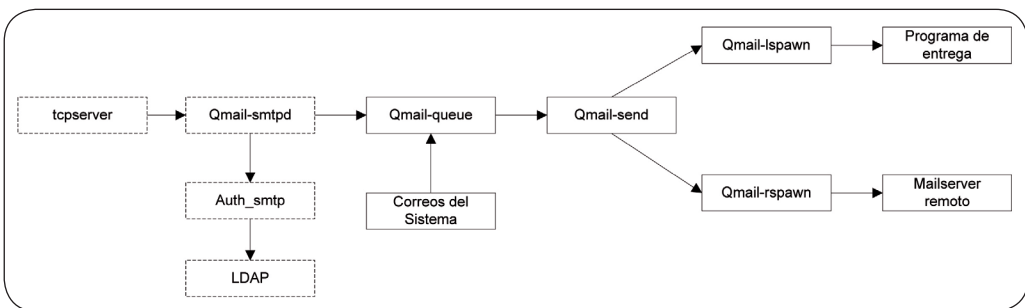 Qmail-lspawn
Programa de
entrega
tcpserver
Qmail-smtpd
Qmail-queue
Qmail-send
Auth_smtp
Correos del
Sistema
Qmail-rspawn
Mailserver
remoto
LDAP